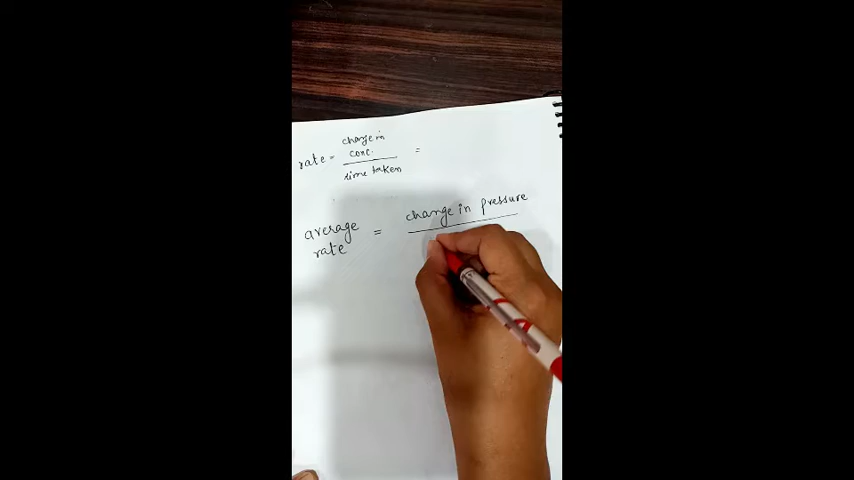 change in
rate = conc. =
time taken
change in pressure
average =
rate